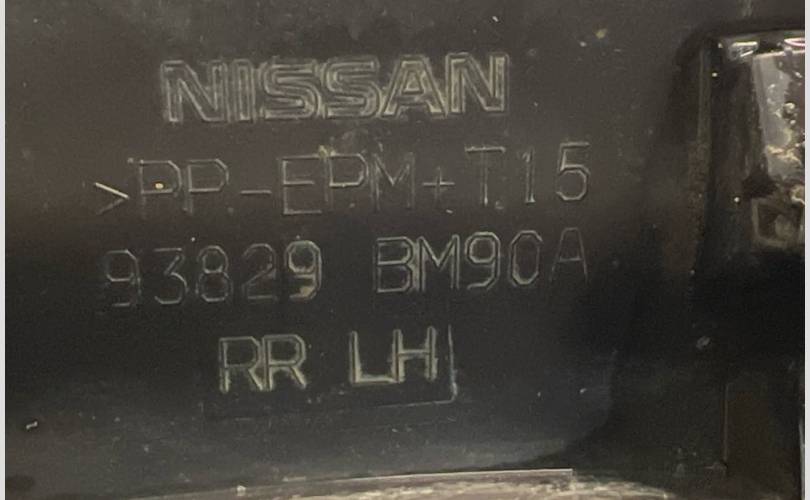 NISSAN
>PP-EPM+T15
93829 BM90A
RR LH